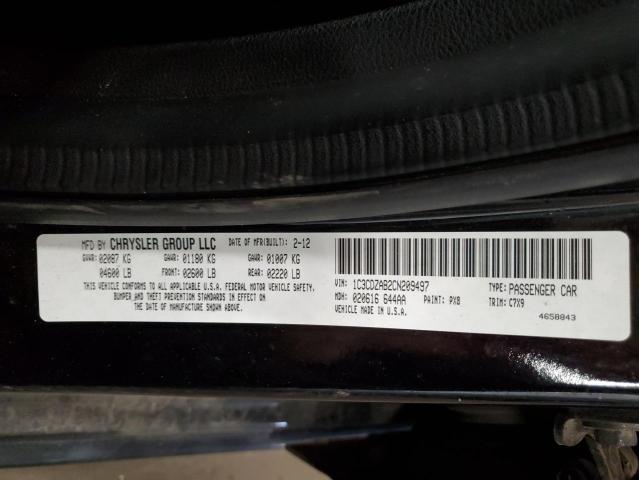 MFD BY CHRYSLER GROUP LLC DATE OF MFR(BUILT): 2-12
GVWR: 02087 KG GAWR: 01180 KG GAWR: 01007 KG
04600 LB FRONT: 02600 LB REAR: 02220 LB
THIS VEHICLE CONFORMS TO ALL APPLICABLE U.S.A. FEDERAL MOTOR VEHICLE SAFETY,
BUMPER AND THEFT PREVENTION STANDARDS IN EFFECT ON
THE DATE OF MANUFACTURE SHOWN ABOVE.
VIN: 1C3CDZAB2CN209497 TYPE: PASSENGER CAR
MDH: 020616 644AA PAINT: PX8 TRIM: C7X9
VEHICLE MADE IN U.S.A. 4658843